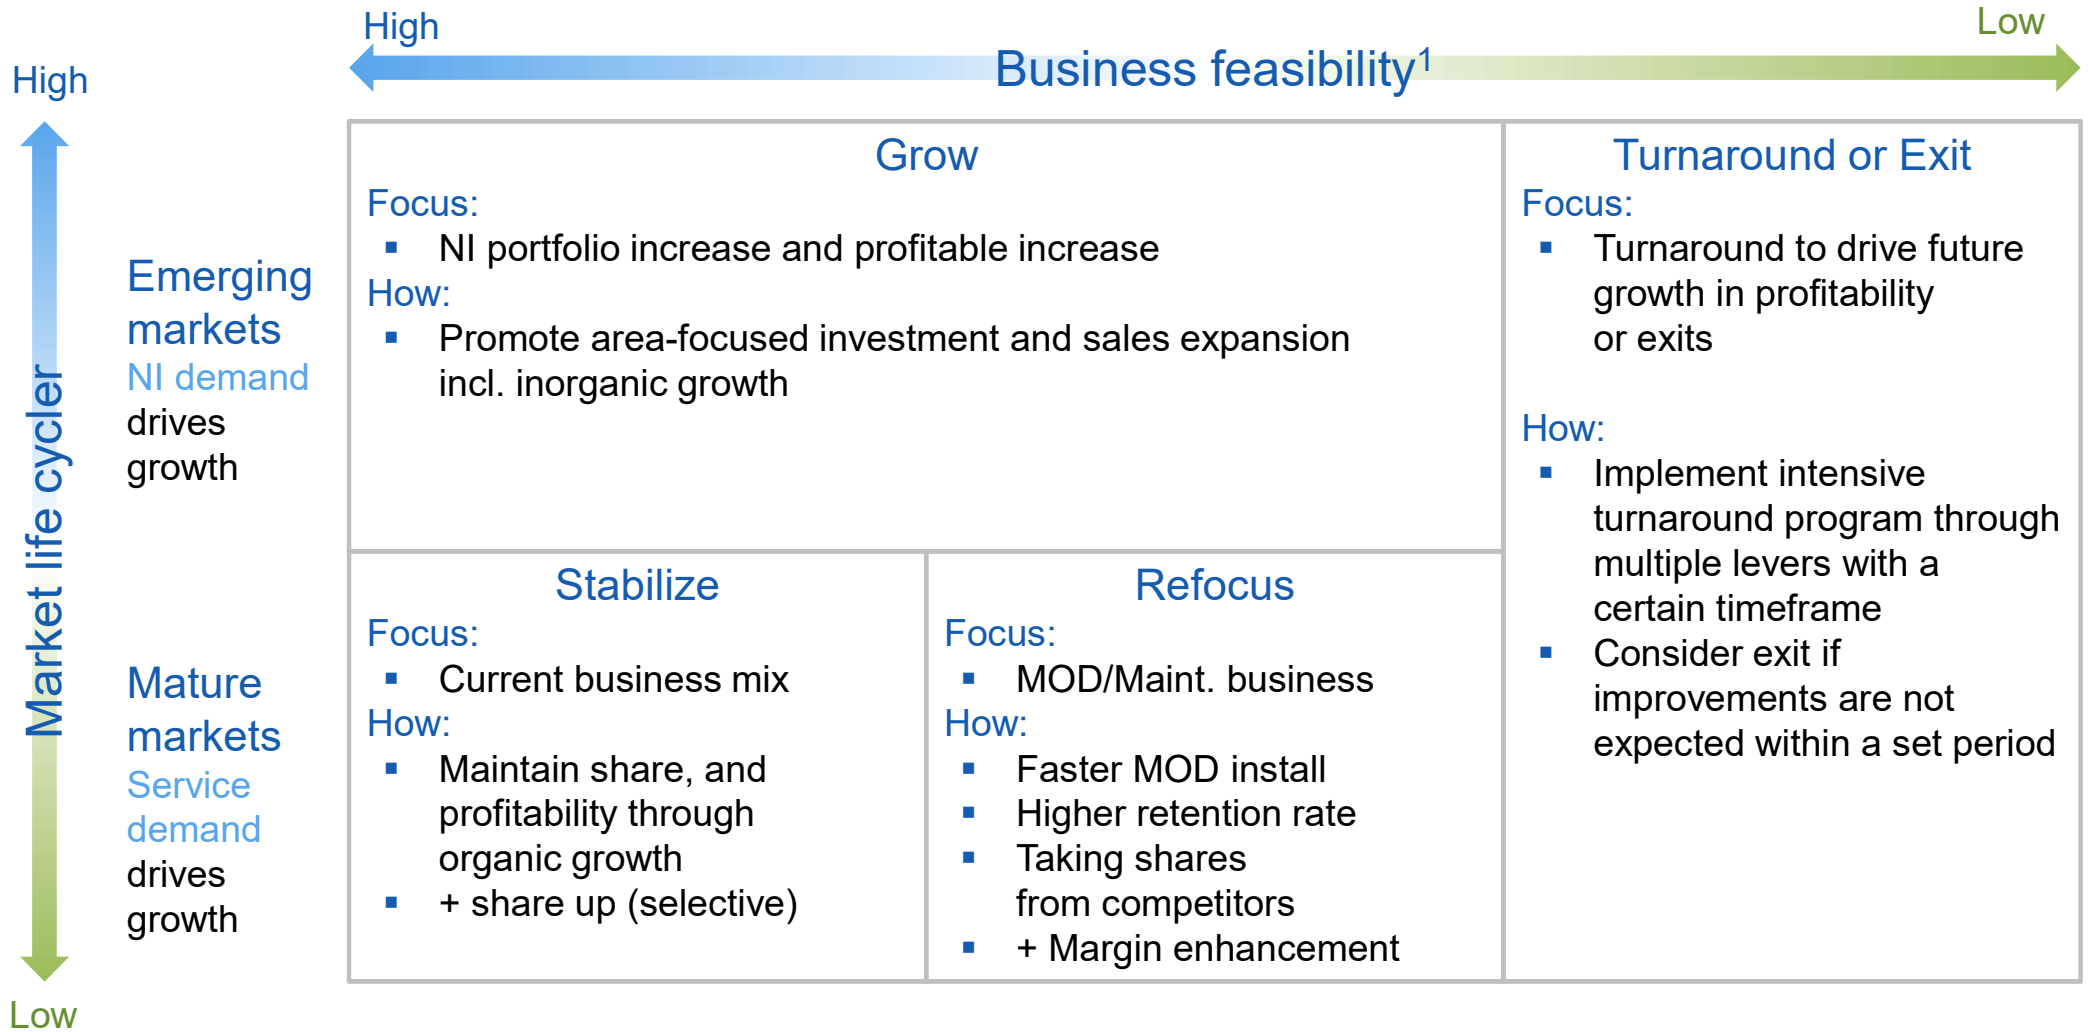 High
Low
Business feasibility¹
High
Market life cycler
Low
Emerging
markets
NI demand
drives
growth
Mature
markets
Service
demand
drives
growth
Grow
Focus:
▪ NI portfolio increase and profitable increase
How:
▪ Promote area-focused investment and sales expansion
incl. inorganic growth
Turnaround or Exit
Focus:
▪ Turnaround to drive future
growth in profitability
or exits
How:
▪ Implement intensive
turnaround program through
multiple levers with a
certain timeframe
▪ Consider exit if
improvements are not
expected within a set period
Stabilize
Focus:
▪ Current business mix
How:
▪ Maintain share, and
profitability through
organic growth
▪ + share up (selective)
Refocus
Focus:
▪ MOD/Maint. business
How:
▪ Faster MOD install
▪ Higher retention rate
▪ Taking shares
from competitors
▪ + Margin enhancement